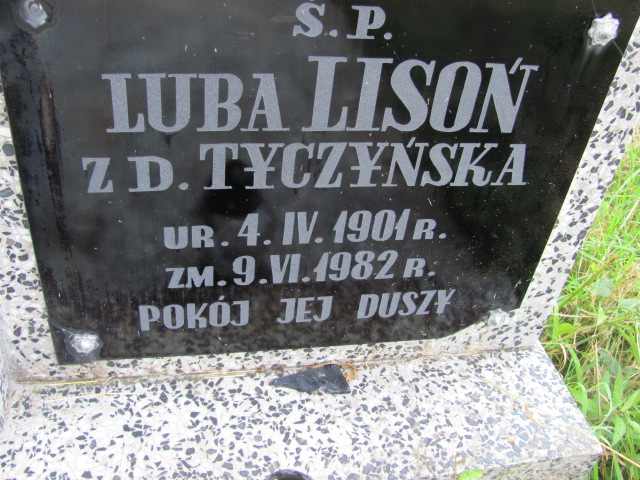 Ś.P.
LUBA LISOŃ
Z D. TYCZYŃSKA
UR. 4. IV. 1901 R.
ZM. 9. VI. 1982 R.
POKÓJ JEJ DUSZY